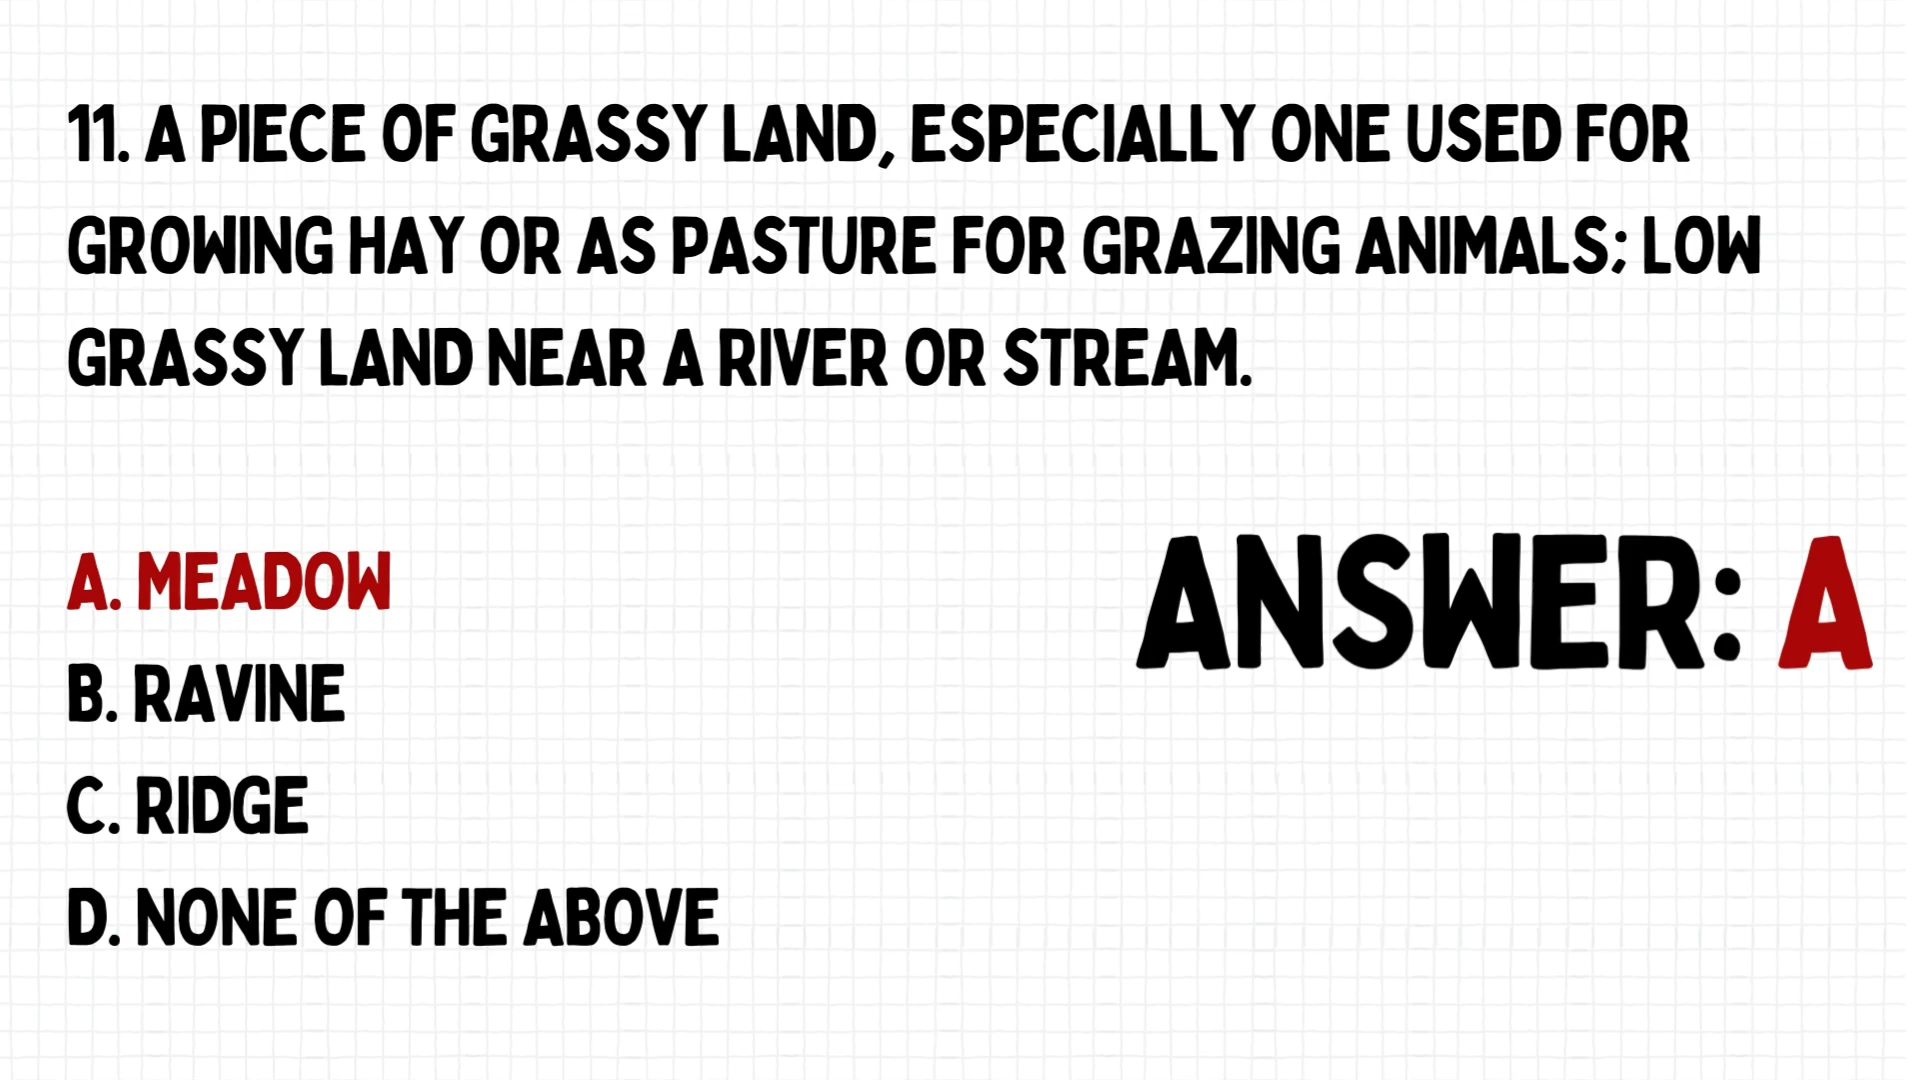 11. A PIECE OF GRASSY LAND, ESPECIALLY ONE USED FOR
GROWING HAY OR AS PASTURE FOR GRAZING ANIMALS; LOW
GRASSY LAND NEAR A RIVER OR STREAM.
A. MEADOW
ANSWER: A
B. RAVINE
C. RIDGE
D. NONE OF THE ABOVE